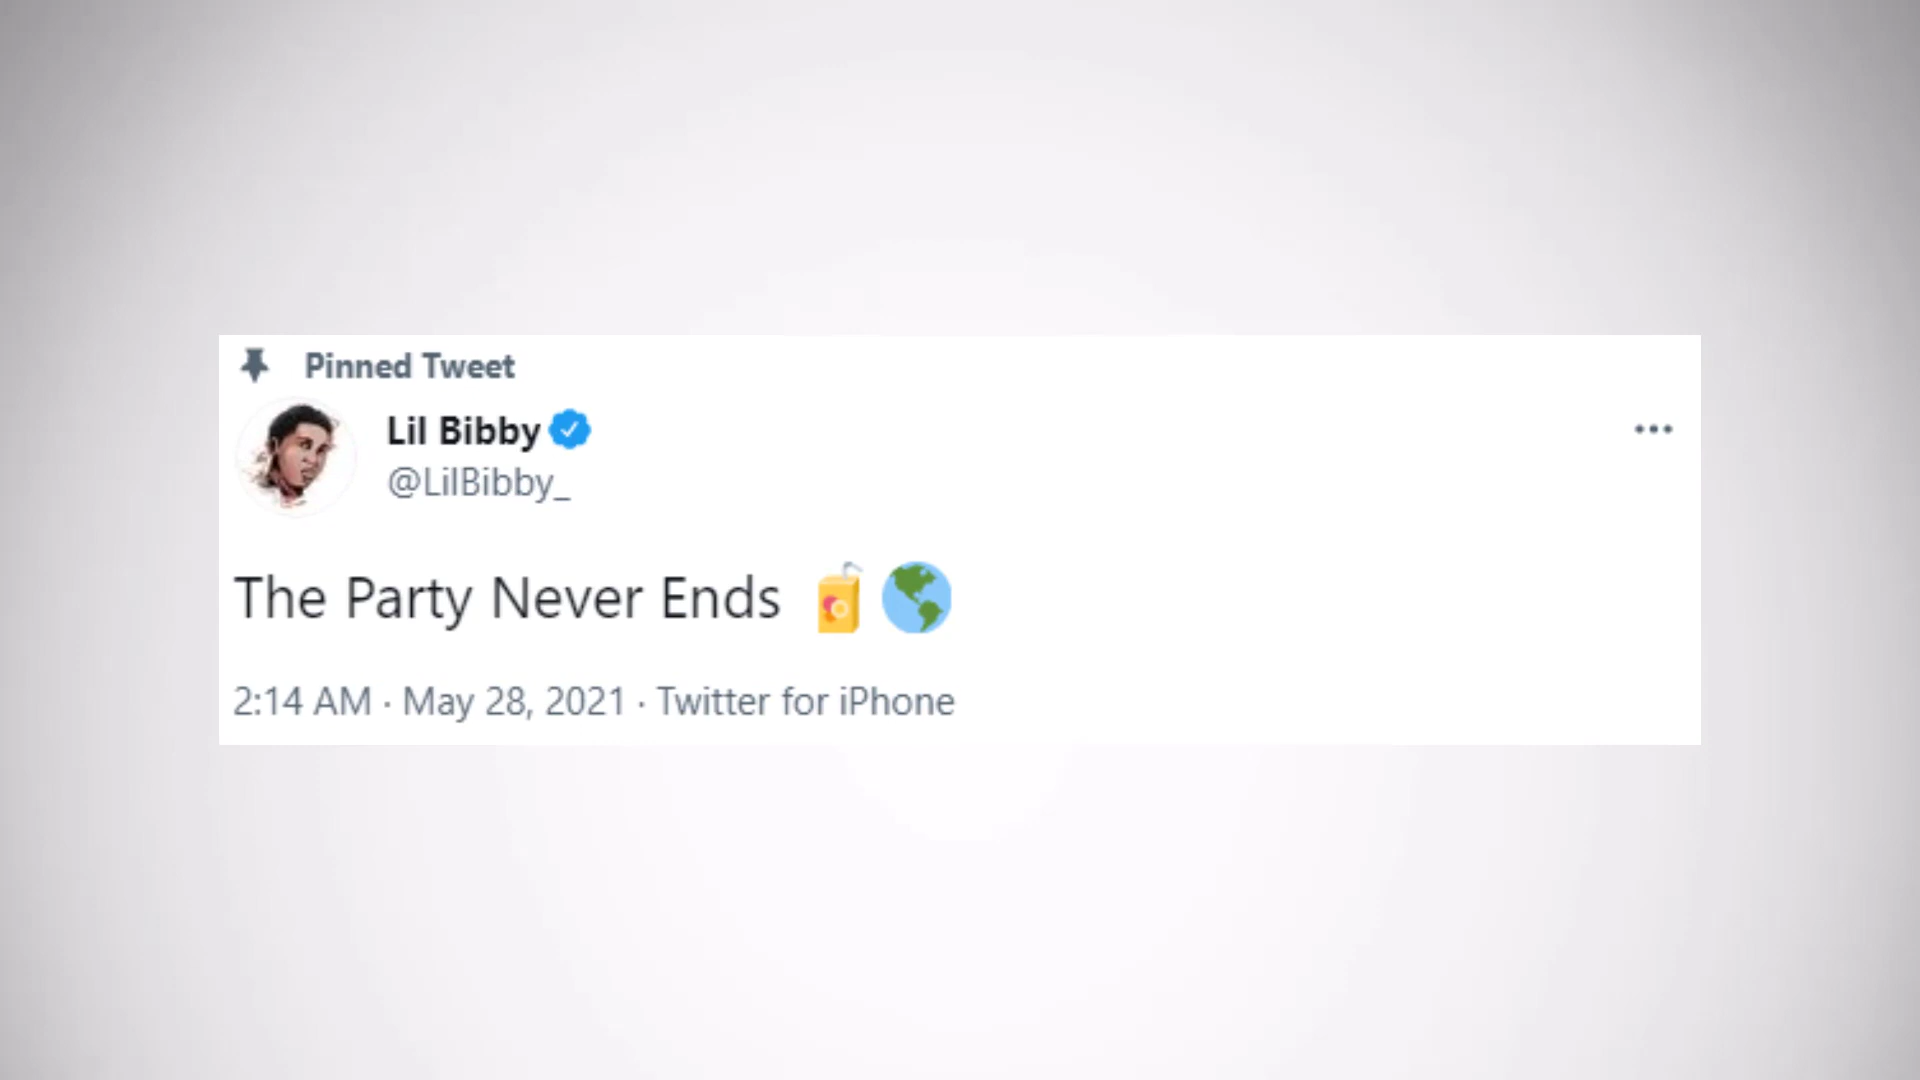 Pinned Tweet
Lil Bibby
@LilBibby_
The Party Never Ends 🧃🌎
2:14 AM · May 28, 2021 · Twitter for iPhone